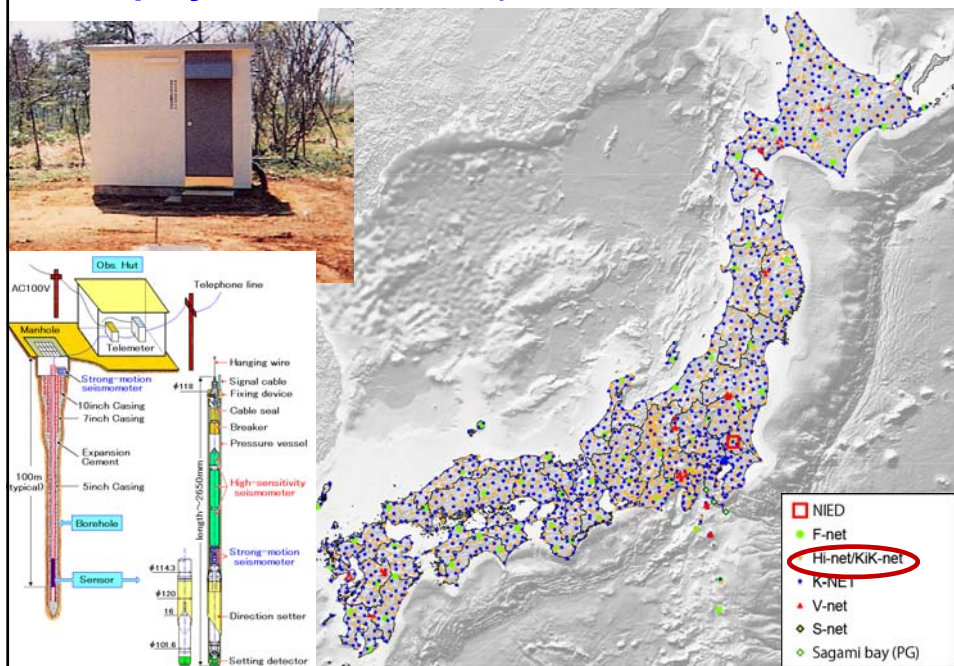 Obs. Hut
AC100V
Telephone line
Manhole
Telemeter
Strong-motion
seismometer
10inch Casing
7inch Casing
Expansion
Cement
100m
(typical)
5inch Casing
Borehole
Sensor
Hanging wire
Signal cable
φ118
Fixing device
Cable seal
Breaker
Pressure vessel
High-sensitivity
seismometer
length~2650mm
Strong-motion
seismometer
φ114.3
φ120
16
Direction setter
φ101.6
Setting detector
NIED
F-net
Hi-net/KiK-net
K-NET
V-net
S-net
Sagami bay (PG)